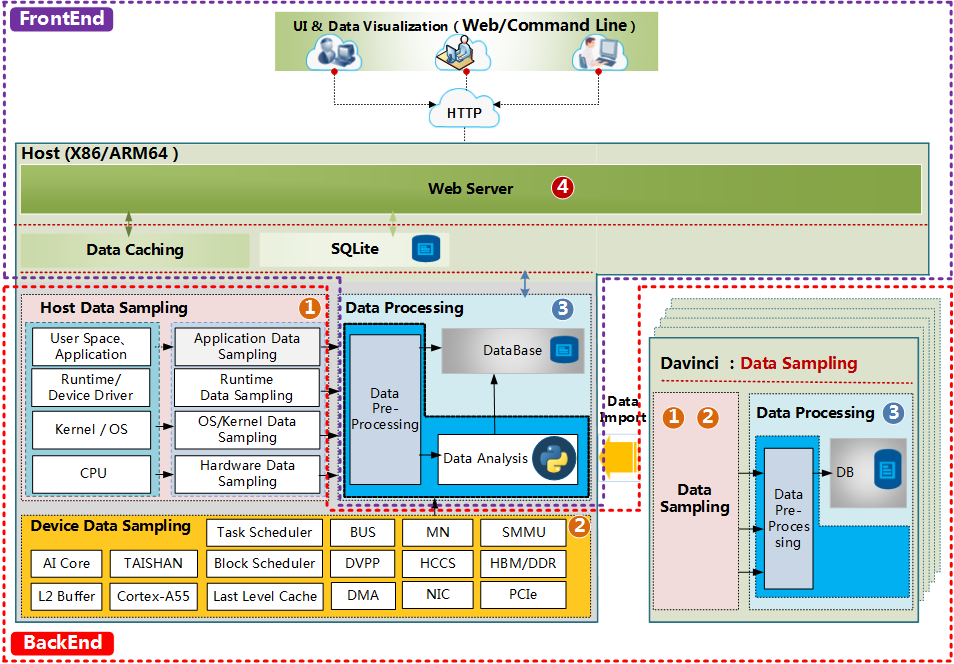 FrontEnd
UI & Data Visualization ( Web/Command Line )
HTTP
Host (X86/ARM64 )
Web Server
4
Data Caching
SQLite
Host Data Sampling
1
User Space、
Application
Runtime/
Device Driver
Kernel / OS
CPU
Application Data
Sampling
Runtime
Data Sampling
OS/Kernel Data
Sampling
Hardware Data
Sampling
Data Processing
3
Data
Pre-
Processing
DataBase
Data Analysis
Data
Import
Davinci : Data Sampling
1
2
Data
Sampling
Data Processing
3
Data
Pre-
Proces
sing
DB
Device Data Sampling
2
Task Scheduler
BUS
MN
SMMU
AI Core
TAISHAN
Block Scheduler
DVPP
HCCS
HBM/DDR
L2 Buffer
Cortex-A55
Last Level Cache
DMA
NIC
PCIe
BackEnd